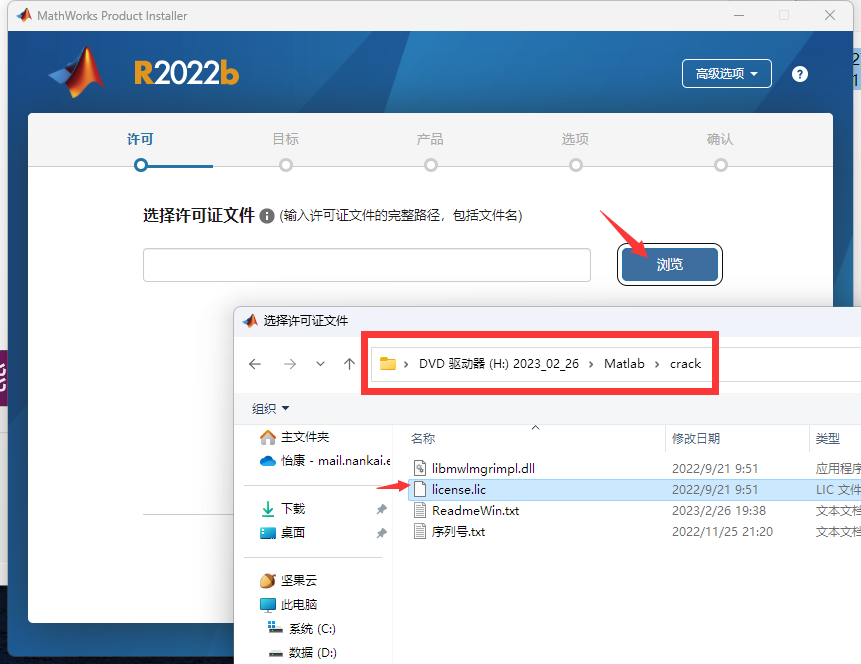 MathWorks Product Installer
R2022b
高级选项
?
许可
目标
产品
选项
确认
选择许可证文件 i (输入许可证文件的完整路径，包括文件名)
浏览
选择许可证文件
DVD 驱动器 (H:) 2023_02_26 › Matlab › crack
组织
名称 修改日期 类型
主文件夹
怡康 - mail.nankai.e
下载
桌面
坚果云
此电脑
系统 (C:)
数据 (D:)
libmwlmgrimpl.dll 2022/9/21 9:51 应用程序
license.lic 2022/9/21 9:51 LIC 文件
ReadmeWin.txt 2023/2/26 19:38 文本文档
序列号.txt 2022/11/25 21:20 文本文档